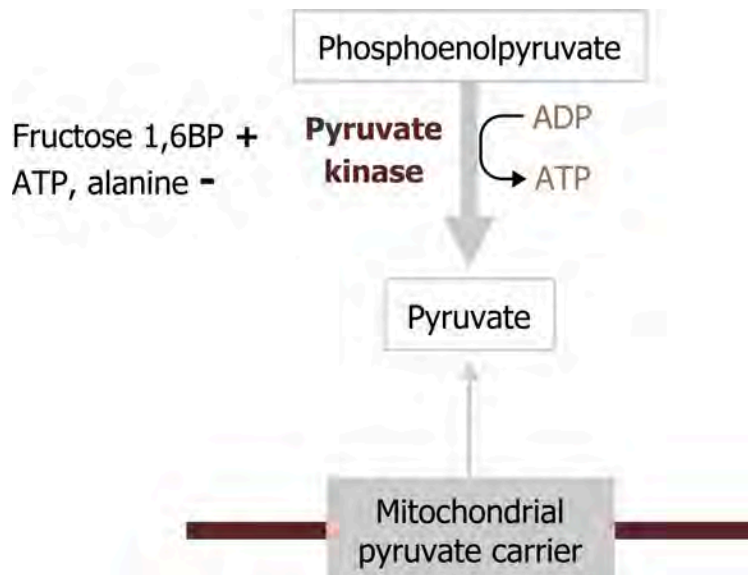 Phosphoenolpyruvate
Fructose 1,6BP +
ATP, alanine -
Pyruvate
kinase
ADP
ATP
Pyruvate
Mitochondrial
pyruvate carrier